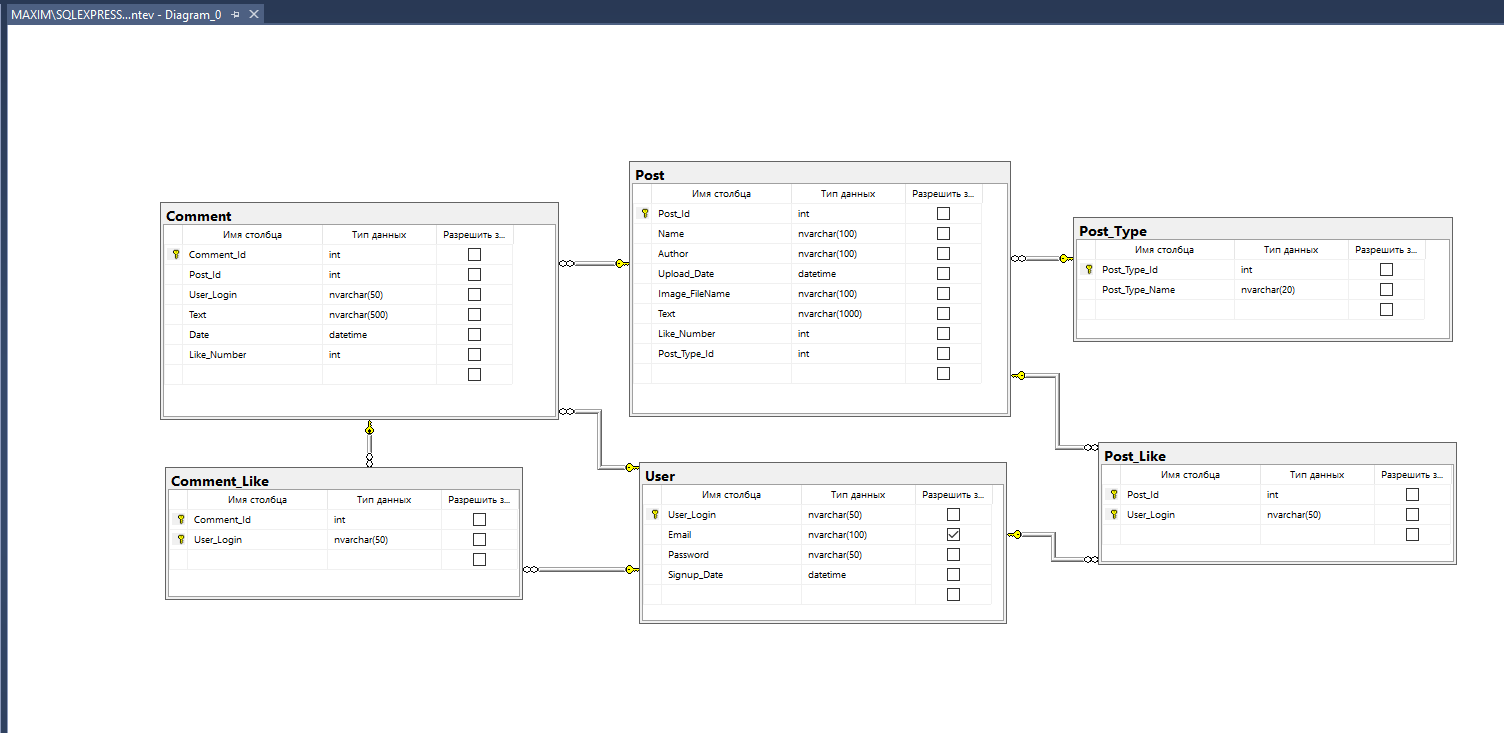 MAXIM\SQLEXPRESS...ntev - Diagram_0
Post
Имя столбца Тип данных Разрешить з...
Post_Id int
Name nvarchar(100)
Author nvarchar(100)
Upload_Date datetime
Image_FileName nvarchar(100)
Text nvarchar(1000)
Like_Number int
Post_Type_Id int
Comment
Имя столбца Тип данных Разрешить з...
Comment_Id int
Post_Id int
User_Login nvarchar(50)
Text nvarchar(500)
Date datetime
Like_Number int
Post_Type
Имя столбца Тип данных Разрешить з...
Post_Type_Id int
Post_Type_Name nvarchar(20)
Comment_Like
Имя столбца Тип данных Разрешить з...
Comment_Id int
User_Login nvarchar(50)
User
Имя столбца Тип данных Разрешить з...
User_Login nvarchar(50)
Email nvarchar(100)
Password nvarchar(50)
Signup_Date datetime
Post_Like
Имя столбца Тип данных Разрешить з...
Post_Id int
User_Login nvarchar(50)